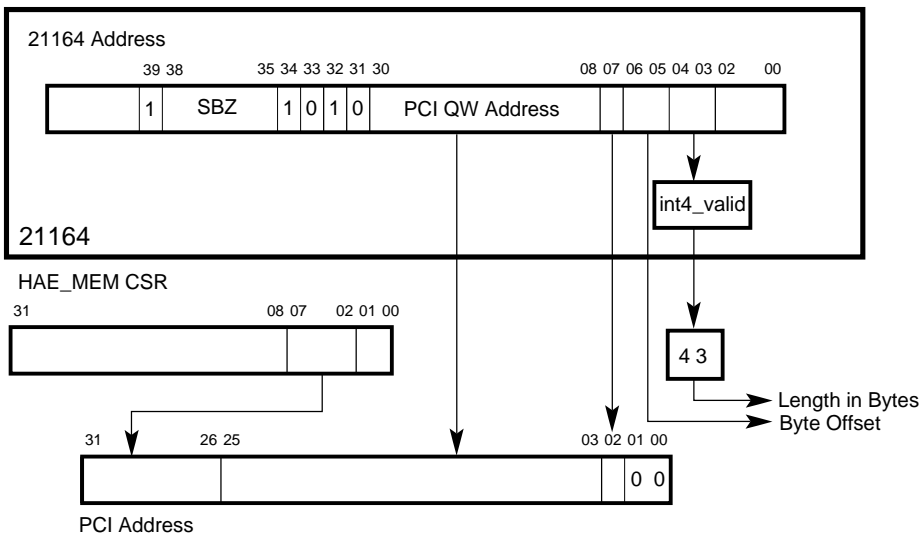 21164 Address
39 38 35 34 33 32 31 30 08 07 06 05 04 03 02 00
1 SBZ 1 0 1 0 PCI QW Address
int4_valid
21164
HAE_MEM CSR
31 08 07 02 01 00
4 3
Length in Bytes
Byte Offset
31 26 25 03 02 01 00
0 0
PCI Address